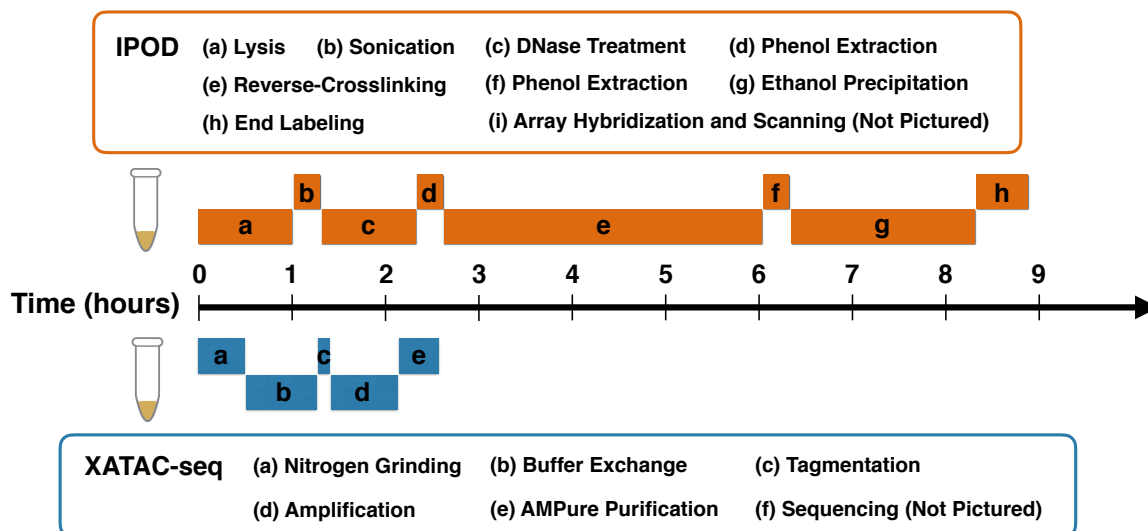 IPOD (a) Lysis (b) Sonication (c) DNase Treatment (d) Phenol Extraction
(e) Reverse-Crosslinking (f) Phenol Extraction (g) Ethanol Precipitation
(h) End Labeling (i) Array Hybridization and Scanning (Not Pictured)
b d f h
a c e g
0 1 2 3 4 5 6 7 8 9
Time (hours)
a c e
b d
XATAC-seq (a) Nitrogen Grinding (b) Buffer Exchange (c) Tagmentation
(d) Amplification (e) AMPure Purification (f) Sequencing (Not Pictured)